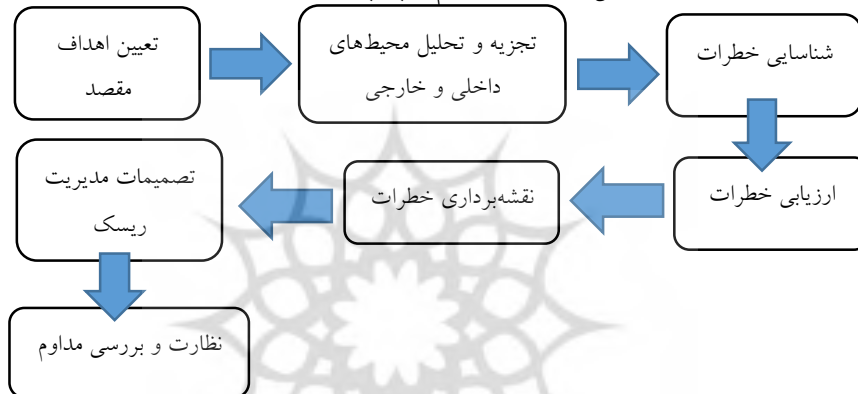 تعیین اهداف
مقصد
تجزیه و تحلیل محیط‌های
داخلی و خارجی
شناسایی خطرات
ارزیابی خطرات
نقشه‌برداری خطرات
تصمیمات مدیریت
ریسک
نظارت و بررسی مداوم